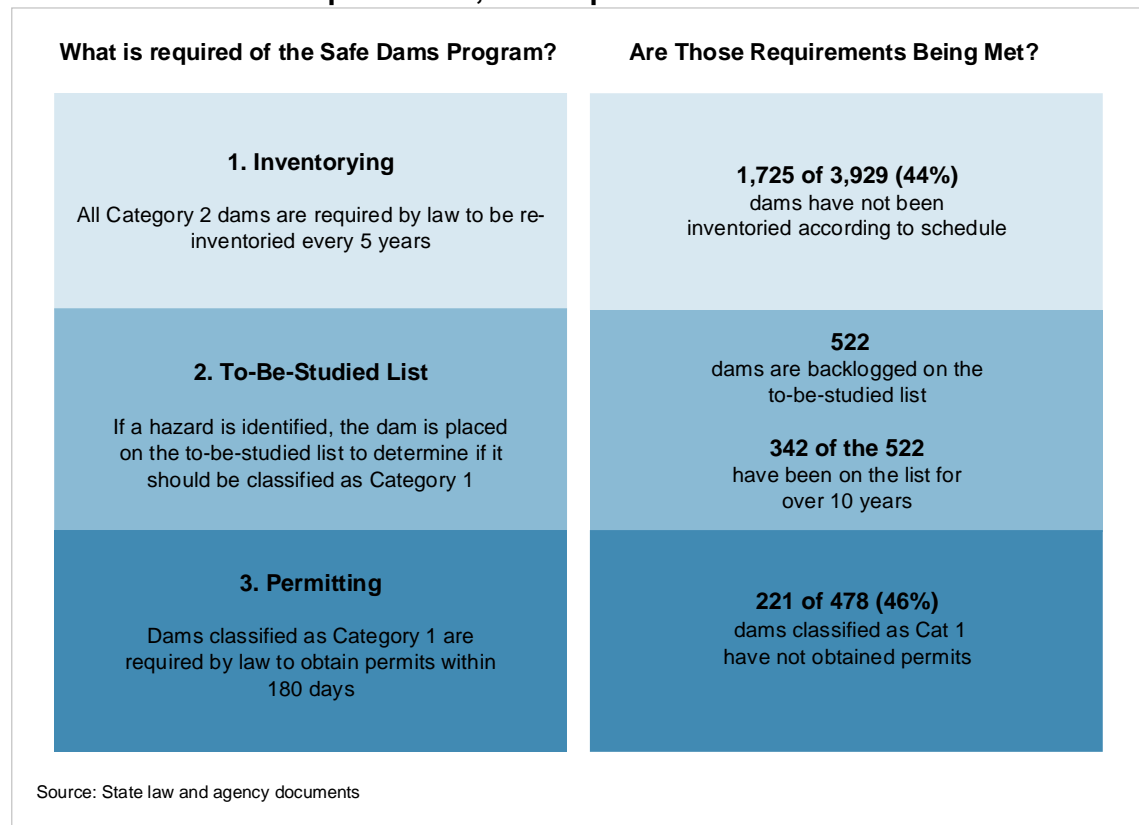 What is required of the Safe Dams Program?
Are Those Requirements Being Met?
1. Inventorying
All Category 2 dams are required by law to be re-
inventoried every 5 years
1,725 of 3,929 (44%)
dams have not been
inventoried according to schedule
2. To-Be-Studied List
If a hazard is identified, the dam is placed
on the to-be-studied list to determine if it
should be classified as Category 1
522
dams are backlogged on the
to-be-studied list
342 of the 522
have been on the list for
over 10 years
3. Permitting
Dams classified as Category 1 are
required by law to obtain permits within
180 days
221 of 478 (46%)
dams classified as Cat 1
have not obtained permits
Source: State law and agency documents